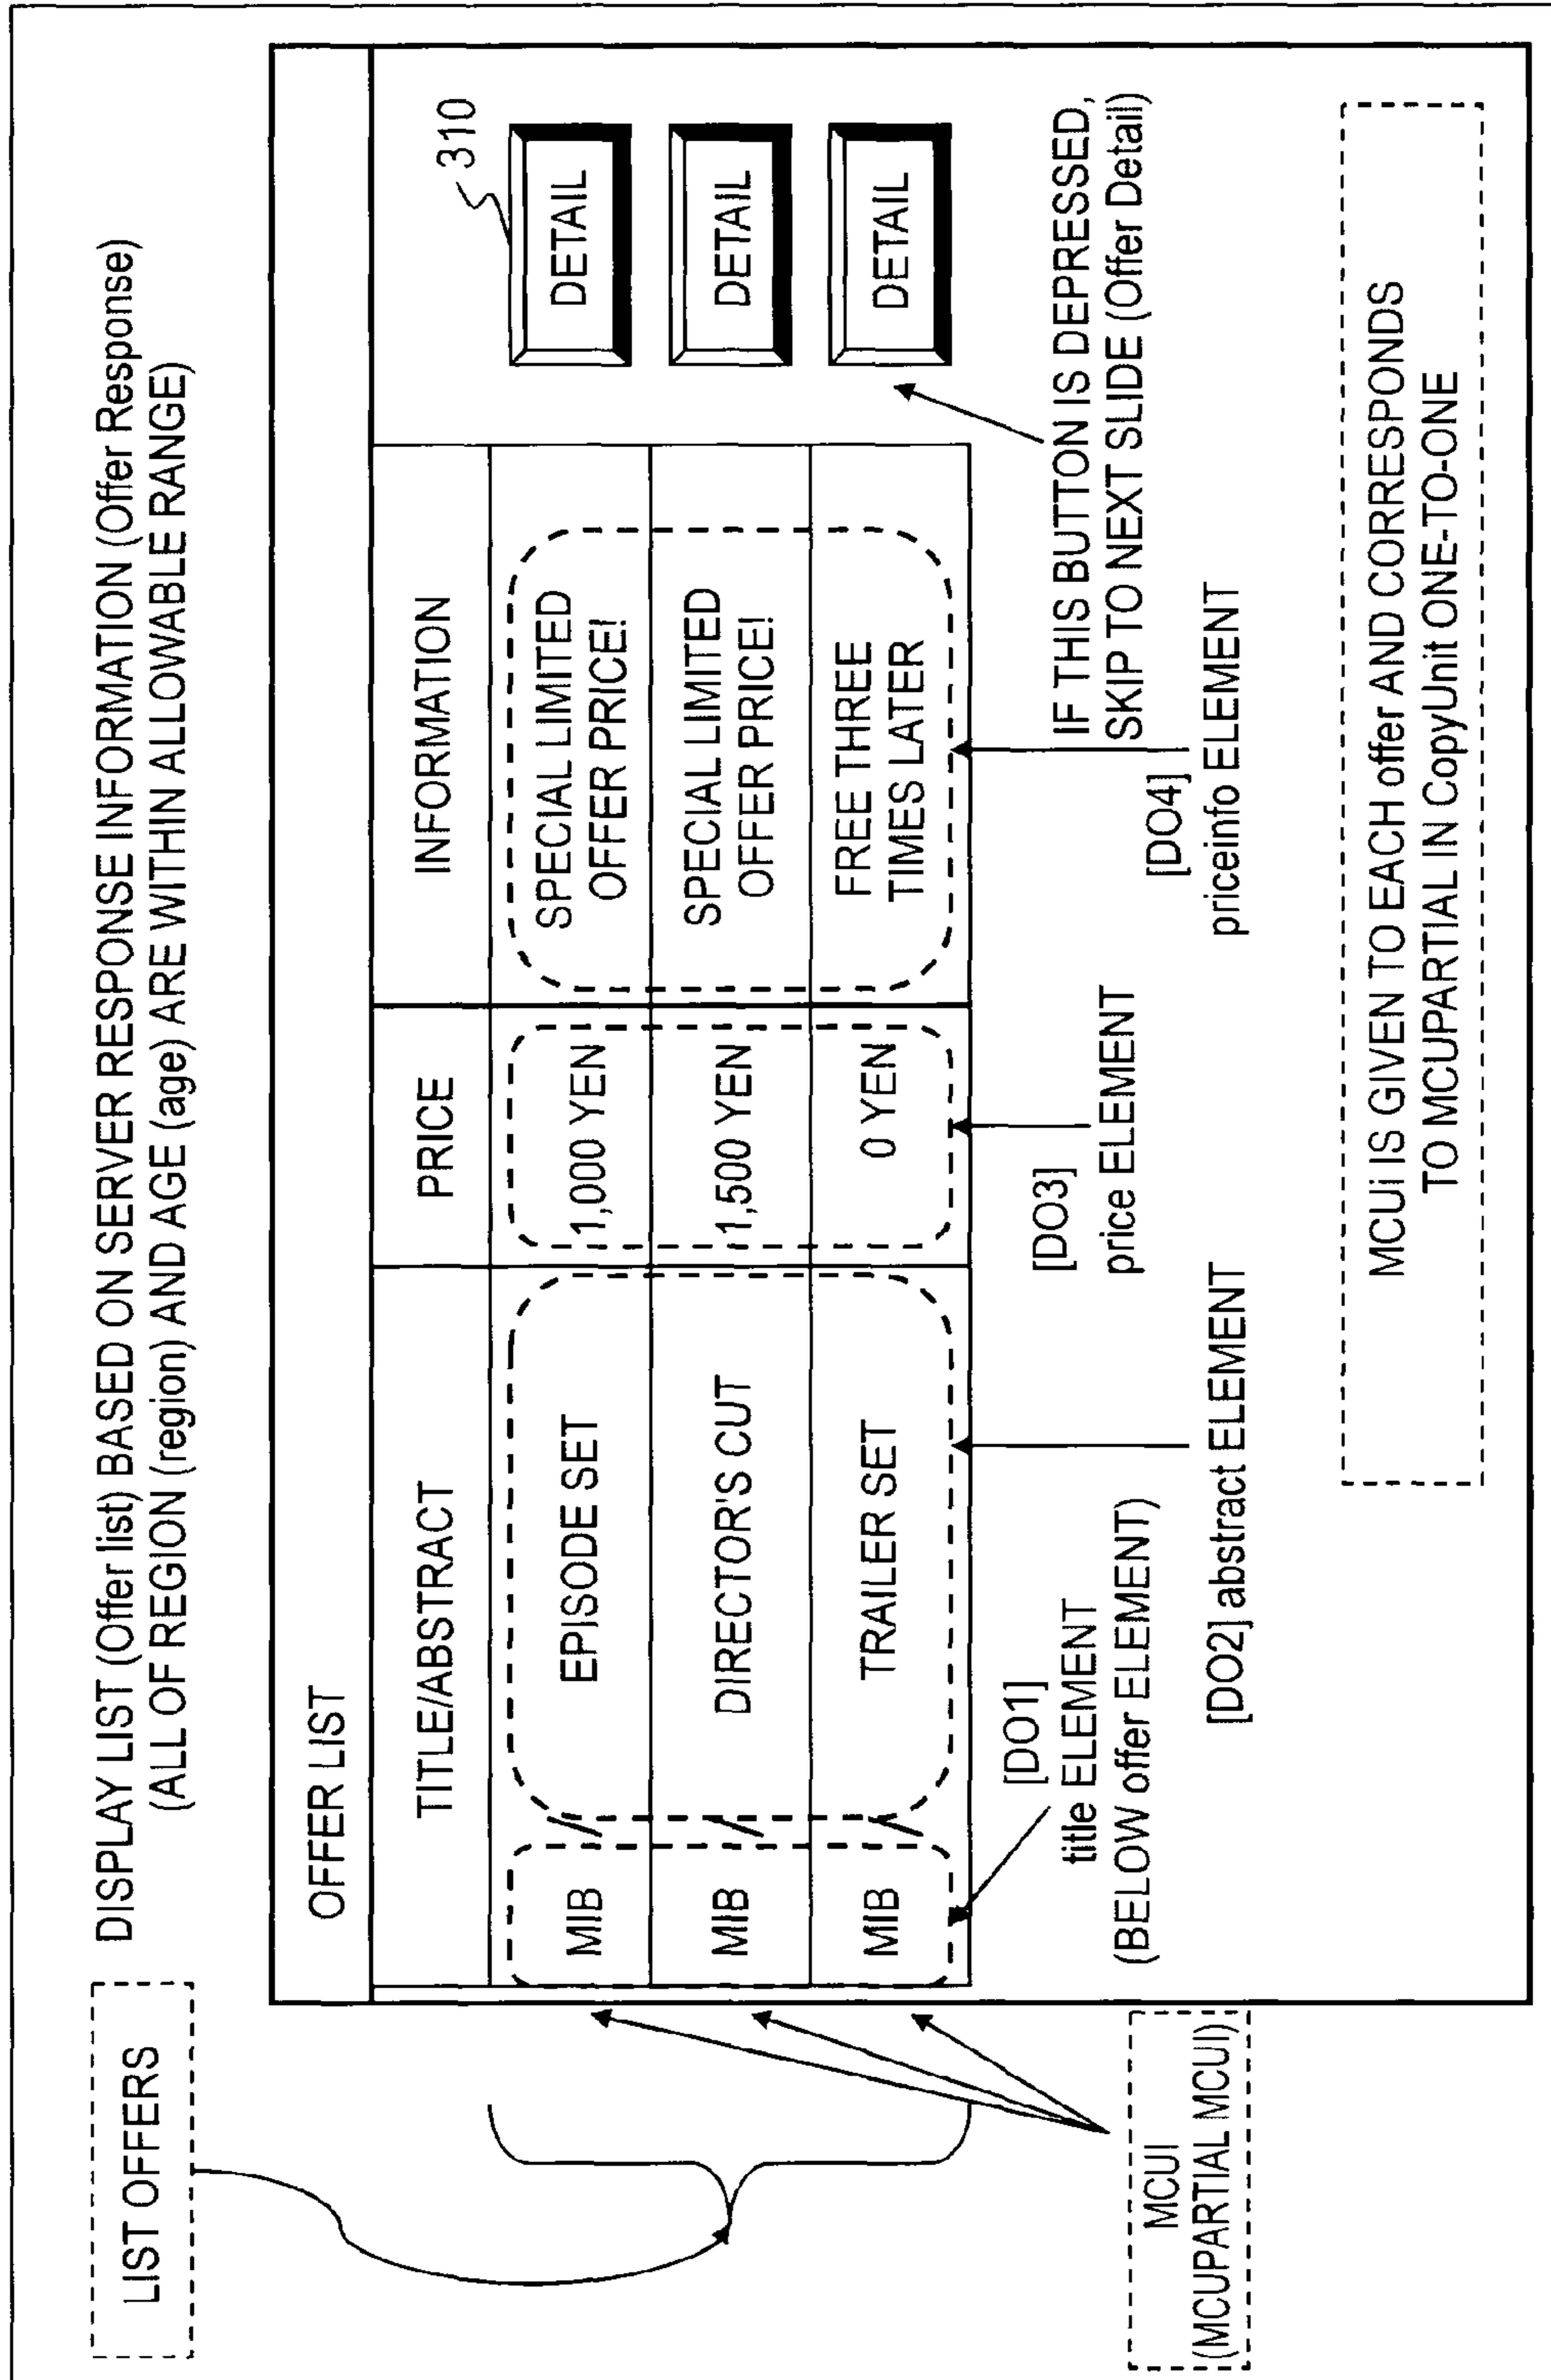 LIST OFFERS
DISPLAY LIST (Offer list) BASED ON SERVER RESPONSE INFORMATION (Offer Response)
(ALL OF REGION (region) AND AGE (age) ARE WITHIN ALLOWABLE RANGE)
OFFER LIST
TITLE/ABSTRACT
PRICE
INFORMATION
310
MIB / EPISODE SET
1,000 YEN
SPECIAL LIMITED
OFFER PRICE!
DETAIL
MIB / DIRECTOR'S CUT
1,500 YEN
SPECIAL LIMITED
OFFER PRICE!
DETAIL
MIB / TRAILER SET
0 YEN
FREE THREE
TIMES LATER
DETAIL
MCUI
(MCUPARTIAL MCUI)
[DO1]
title ELEMENT
(BELOW offer ELEMENT)
[DO2] abstract ELEMENT
[DO3]
price ELEMENT
[DO4]
priceinfo ELEMENT
IF THIS BUTTON IS DEPRESSED,
SKIP TO NEXT SLIDE (Offer Detail)
MCUi IS GIVEN TO EACH offer AND CORRESPONDS
TO MCUPARTIAL IN CopyUnit ONE-TO-ONE